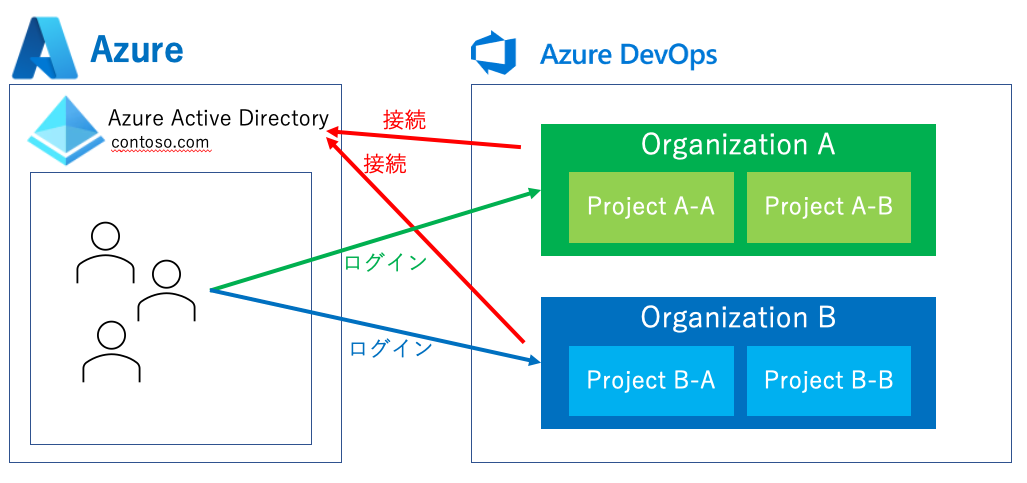 Azure
Azure DevOps
Azure Active Directory
contoso.com
接続
接続
ログイン
ログイン
Organization A
Project A-A
Project A-B
Organization B
Project B-A
Project B-B